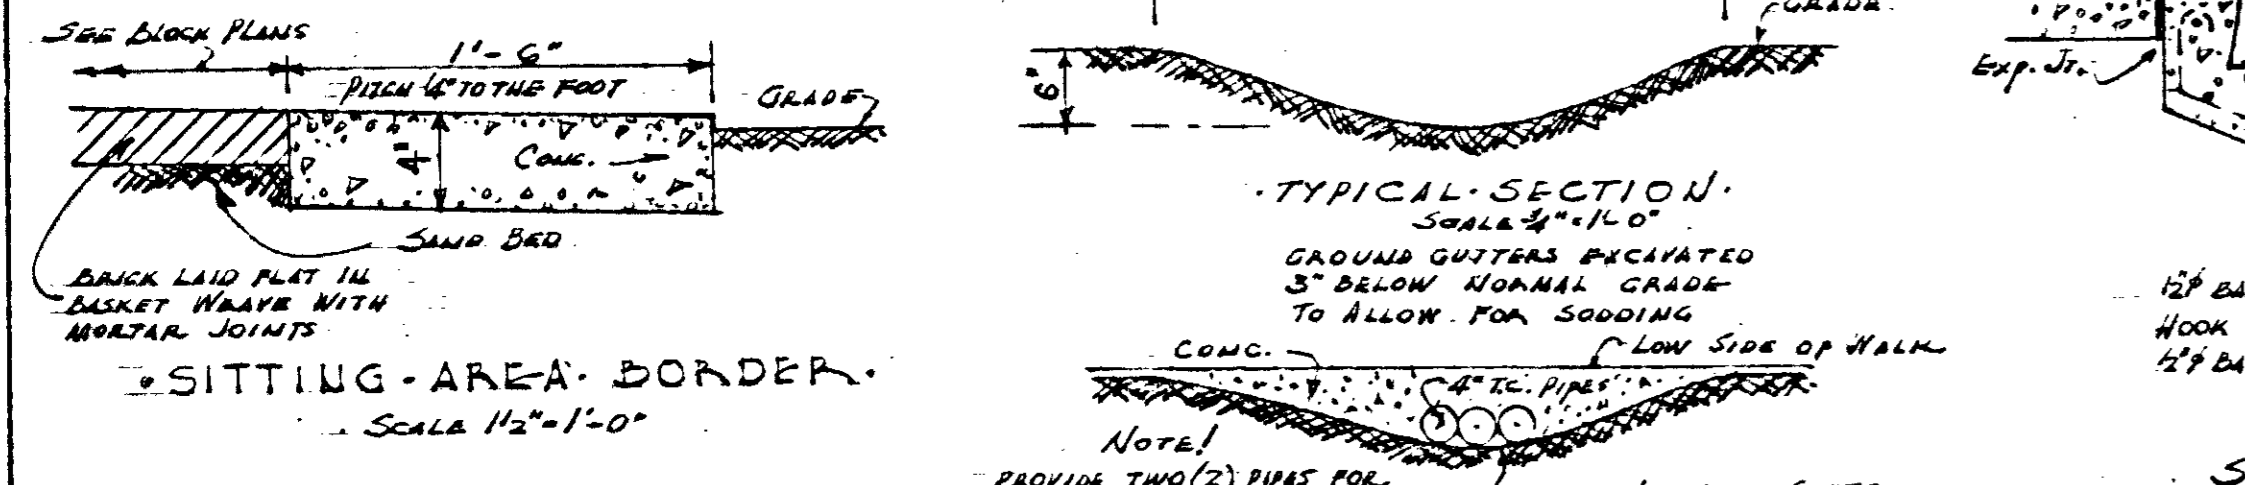 SEE BLOCK PLANS
1'-6"
PITCH 1/4" TO THE FOOT
GRADE
4"
CONC.
SAND BED
BRICK LAID FLAT IN
BASKET WEAVE WITH
MORTAR JOINTS
·SITTING·AREA·BORDER·
SCALE 1½"=1'-0"
GRADE
6"
·TYPICAL·SECTION·
SCALE 3/4"=1'-0"
GROUND GUTTERS EXCAVATED
3" BELOW NORMAL GRADE
TO ALLOW FOR SODDING
CONC.
LOW SIDE OF WALK
4" T.C. PIPES
NOTE!
PROVIDE TWO (2) PIPES FOR
EXP. JT.
½"φ BA
HOOK
½"φ BA